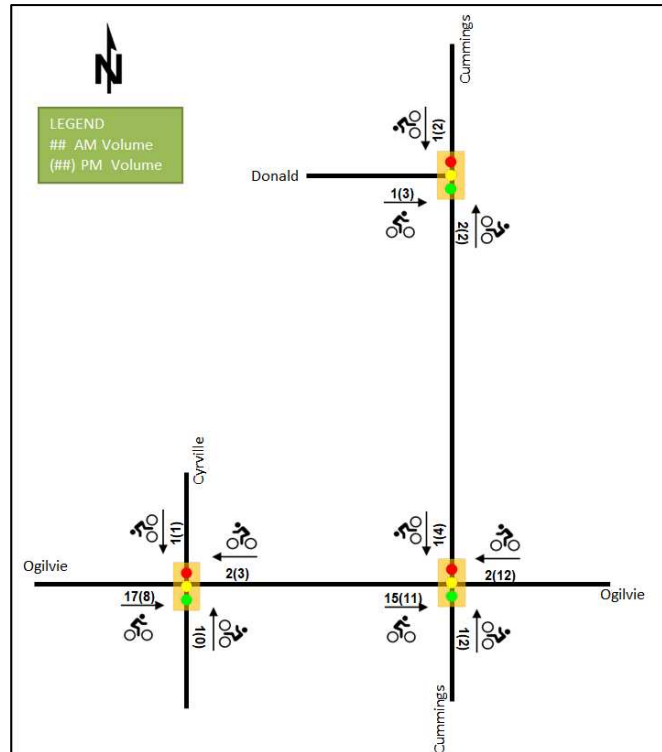 Cummings
N
LEGEND
## AM Volume
(##) PM Volume
1(2)
Donald
1(3)
2(2)
Cyrville
1(1)
1(4)
Ogilvie
2(3)
2(12)
17(8)
15(11)
Ogilvie
1(0)
1(2)
Cummings